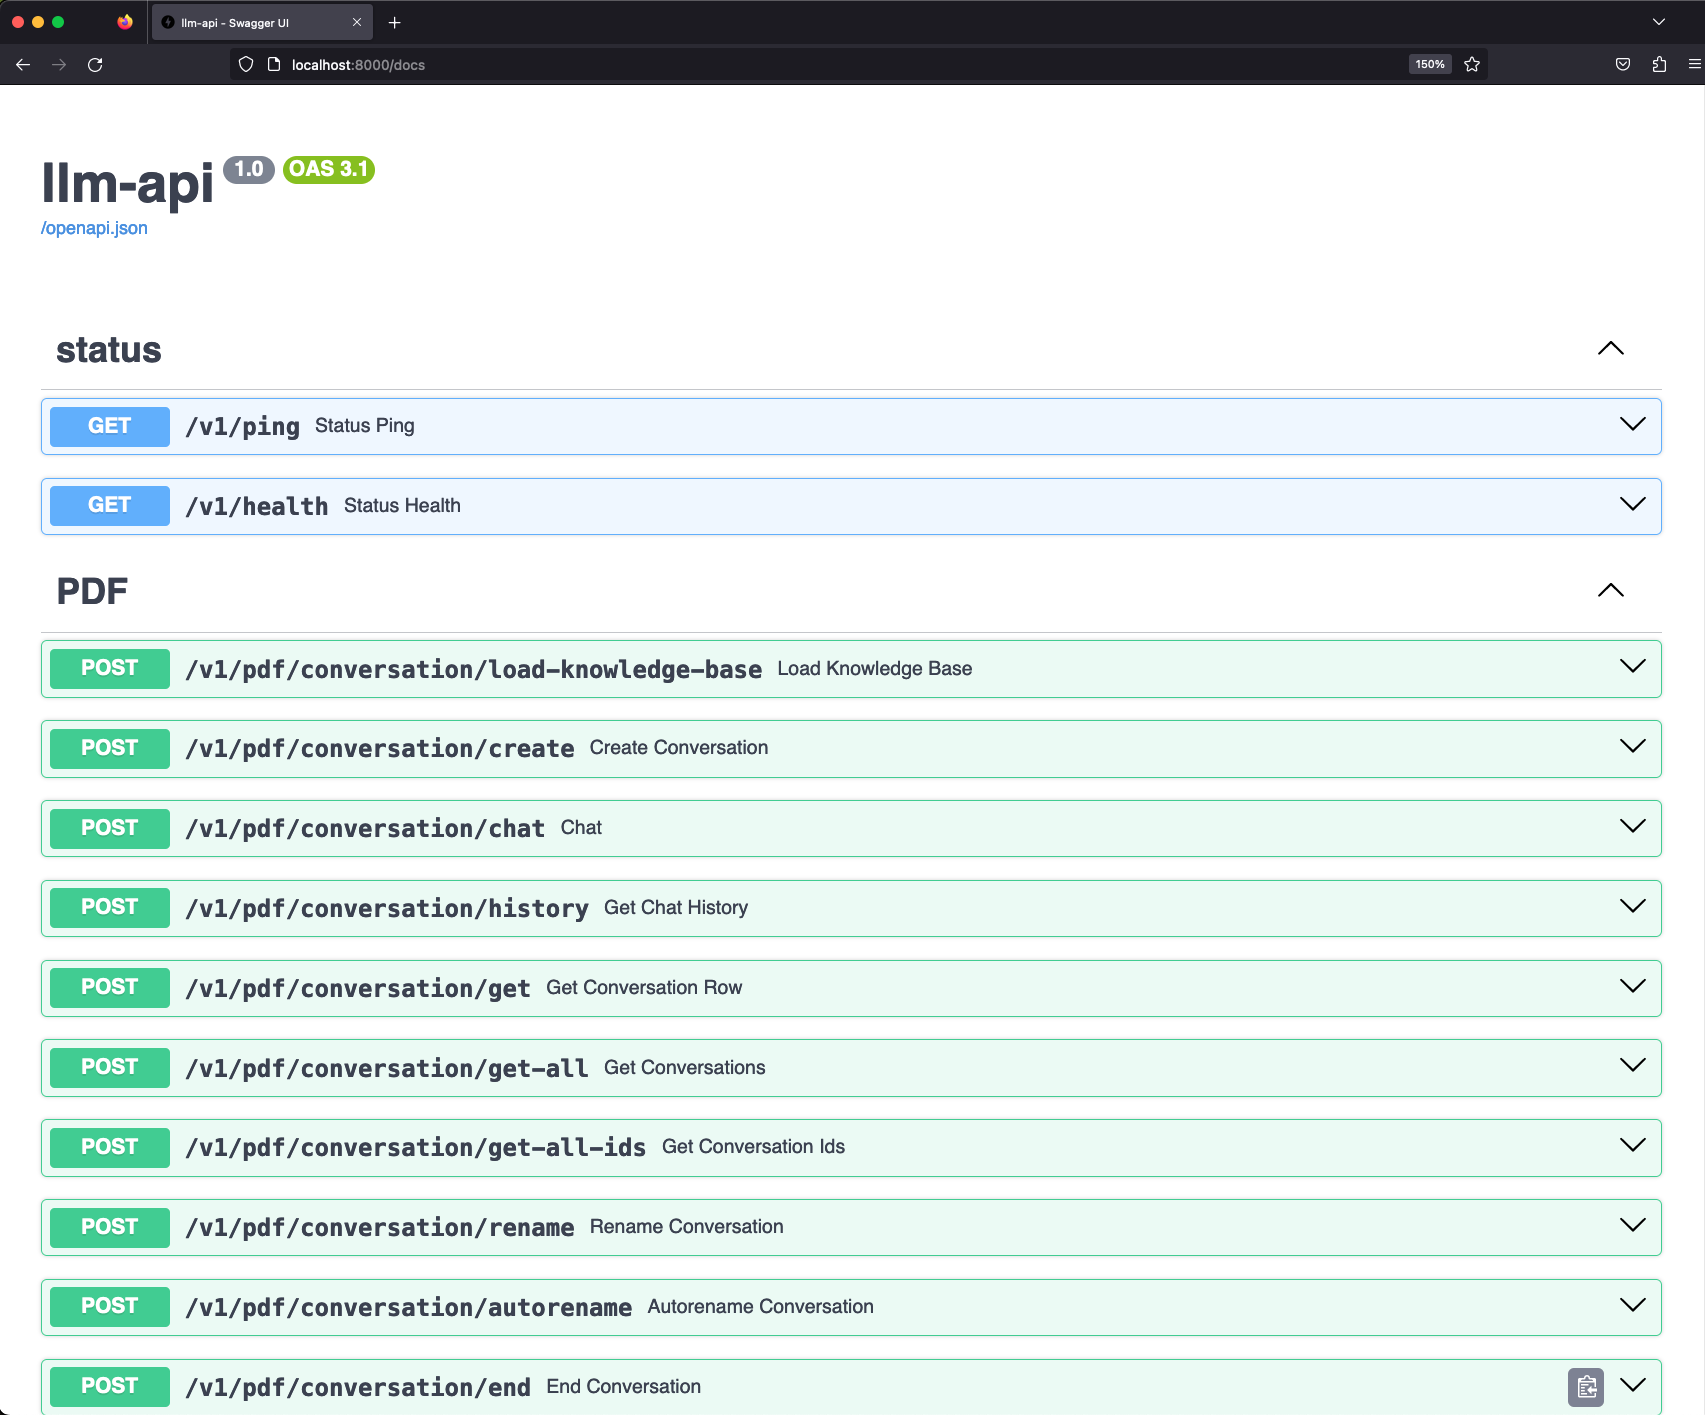 llm-api - Swagger UI
localhost:8000/docs
150%
llm-api 1.0 OAS 3.1
/openapi.json
status
GET /v1/ping Status Ping
GET /v1/health Status Health
PDF
POST /v1/pdf/conversation/load-knowledge-base Load Knowledge Base
POST /v1/pdf/conversation/create Create Conversation
POST /v1/pdf/conversation/chat Chat
POST /v1/pdf/conversation/history Get Chat History
POST /v1/pdf/conversation/get Get Conversation Row
POST /v1/pdf/conversation/get-all Get Conversations
POST /v1/pdf/conversation/get-all-ids Get Conversation Ids
POST /v1/pdf/conversation/rename Rename Conversation
POST /v1/pdf/conversation/autorename Autorename Conversation
POST /v1/pdf/conversation/end End Conversation